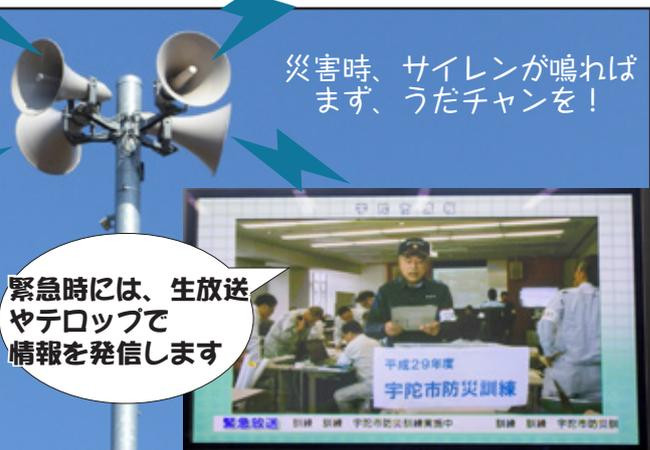 災害時、サイレンが鳴れば
まず、うだチャンを！
緊急時には、生放送
やテロップで
情報を発信します
平成29年度
宇陀市防災訓練
緊急放送 訓練 訓練 宇陀市防災訓練実施中 訓練 訓練 宇陀市防災訓